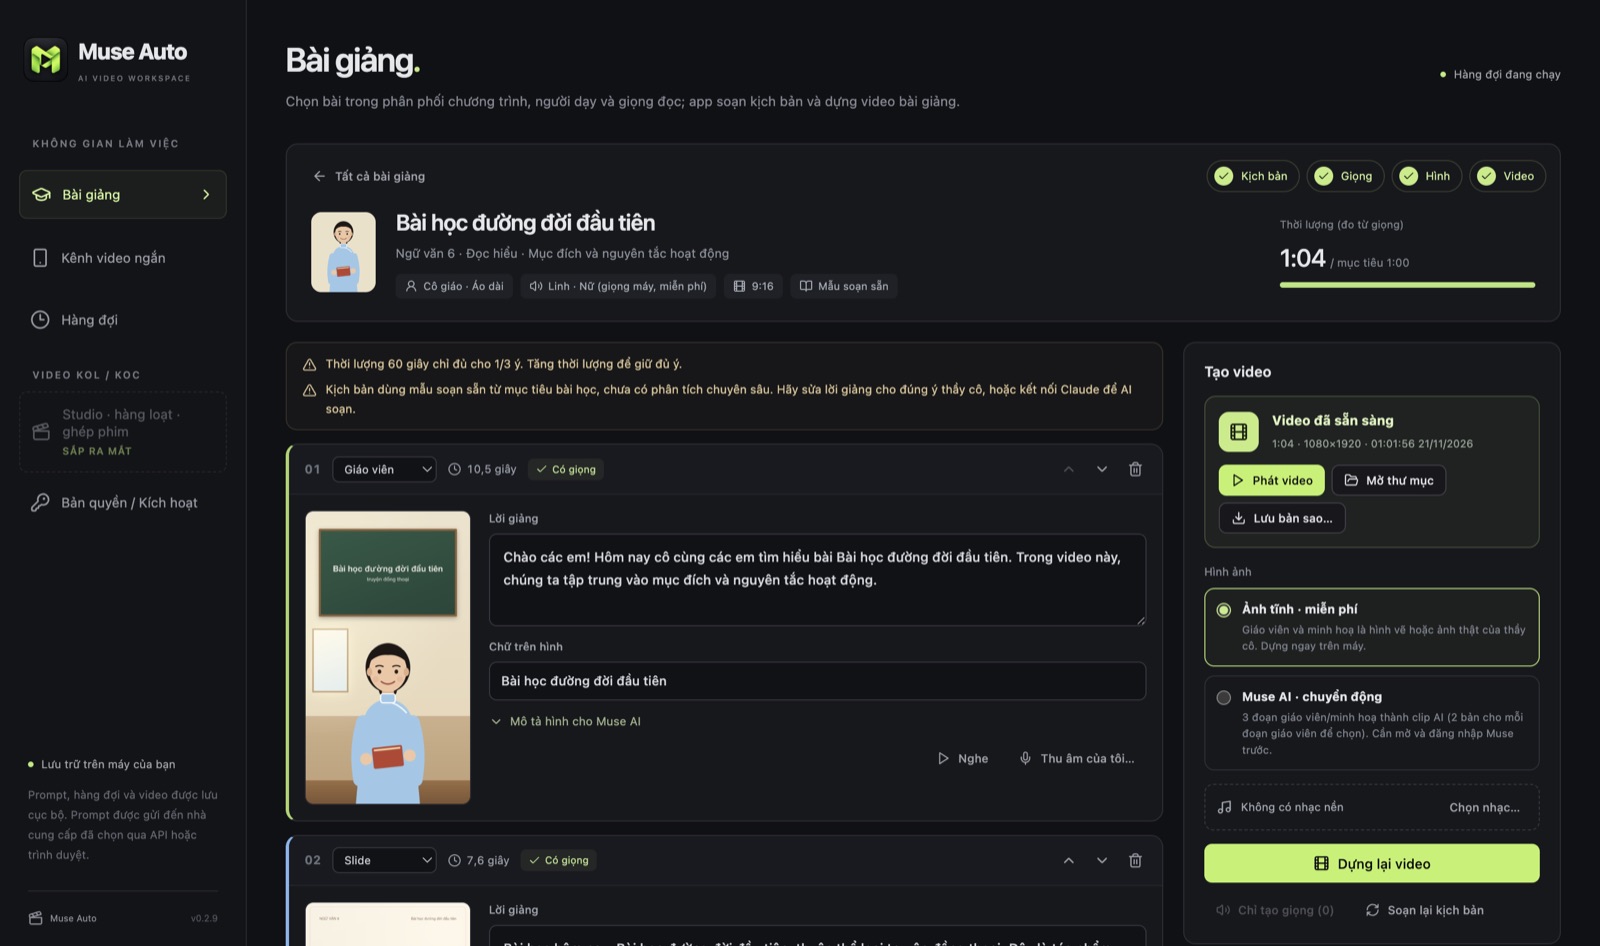 Muse Auto
AI VIDEO WORKSPACE
KHÔNG GIAN LÀM VIỆC
Bài giảng
Kênh video ngắn
Hàng đợi
VIDEO KOL / KOC
Studio · hàng loạt ·
ghép phim
SẮP RA MẮT
Bản quyền / Kích hoạt
Lưu trữ trên máy của bạn
Prompt, hàng đợi và video được lưu
cục bộ. Prompt được gửi đến nhà
cung cấp đã chọn qua API hoặc
trình duyệt.
Muse Auto v0.2.9
Bài giảng.
Chọn bài trong phân phối chương trình, người dạy và giọng đọc; app soạn kịch bản và dựng video bài giảng.
Hàng đợi đang chạy
Tất cả bài giảng
Kịch bản
Giọng
Hình
Video
Bài học đường đời đầu tiên
Ngữ văn 6 · Đọc hiểu · Mục đích và nguyên tắc hoạt động
Cô giáo · Áo dài
Linh · Nữ (giọng máy, miễn phí)
9:16
Mẫu soạn sẵn
Thời lượng (đo từ giọng)
1:04 / mục tiêu 1:00
Thời lượng 60 giây chỉ đủ cho 1/3 ý. Tăng thời lượng để giữ đủ ý.
Kịch bản dùng mẫu soạn sẵn từ mục tiêu bài học, chưa có phân tích chuyên sâu. Hãy sửa lời giảng cho đúng ý thầy cô, hoặc kết nối Claude để AI
soạn.
01 Giáo viên 10,5 giây Có giọng
Bài học đường đời đầu tiên
truyện đồng thoại
Lời giảng
Chào các em! Hôm nay cô cùng các em tìm hiểu bài Bài học đường đời đầu tiên. Trong video này,
chúng ta tập trung vào mục đích và nguyên tắc hoạt động.
Chữ trên hình
Bài học đường đời đầu tiên
Mô tả hình cho Muse AI
Nghe
Thu âm của tôi...
02 Slide 7,6 giây Có giọng
Lời giảng
Tạo video
Video đã sẵn sàng
1:04 · 1080×1920 · 01:01:56 21/11/2026
Phát video
Mở thư mục
Lưu bản sao...
Hình ảnh
Ảnh tĩnh · miễn phí
Giáo viên và minh hoạ là hình vẽ hoặc ảnh thật của thầy
cô. Dựng ngay trên máy.
Muse AI · chuyển động
3 đoạn giáo viên/minh hoạ thành clip AI (2 bản cho mỗi
đoạn giáo viên để chọn). Cần mở và đăng nhập Muse
trước.
Không có nhạc nền
Chọn nhạc...
Dựng lại video
Chỉ tạo giọng (0)
Soạn lại kịch bản